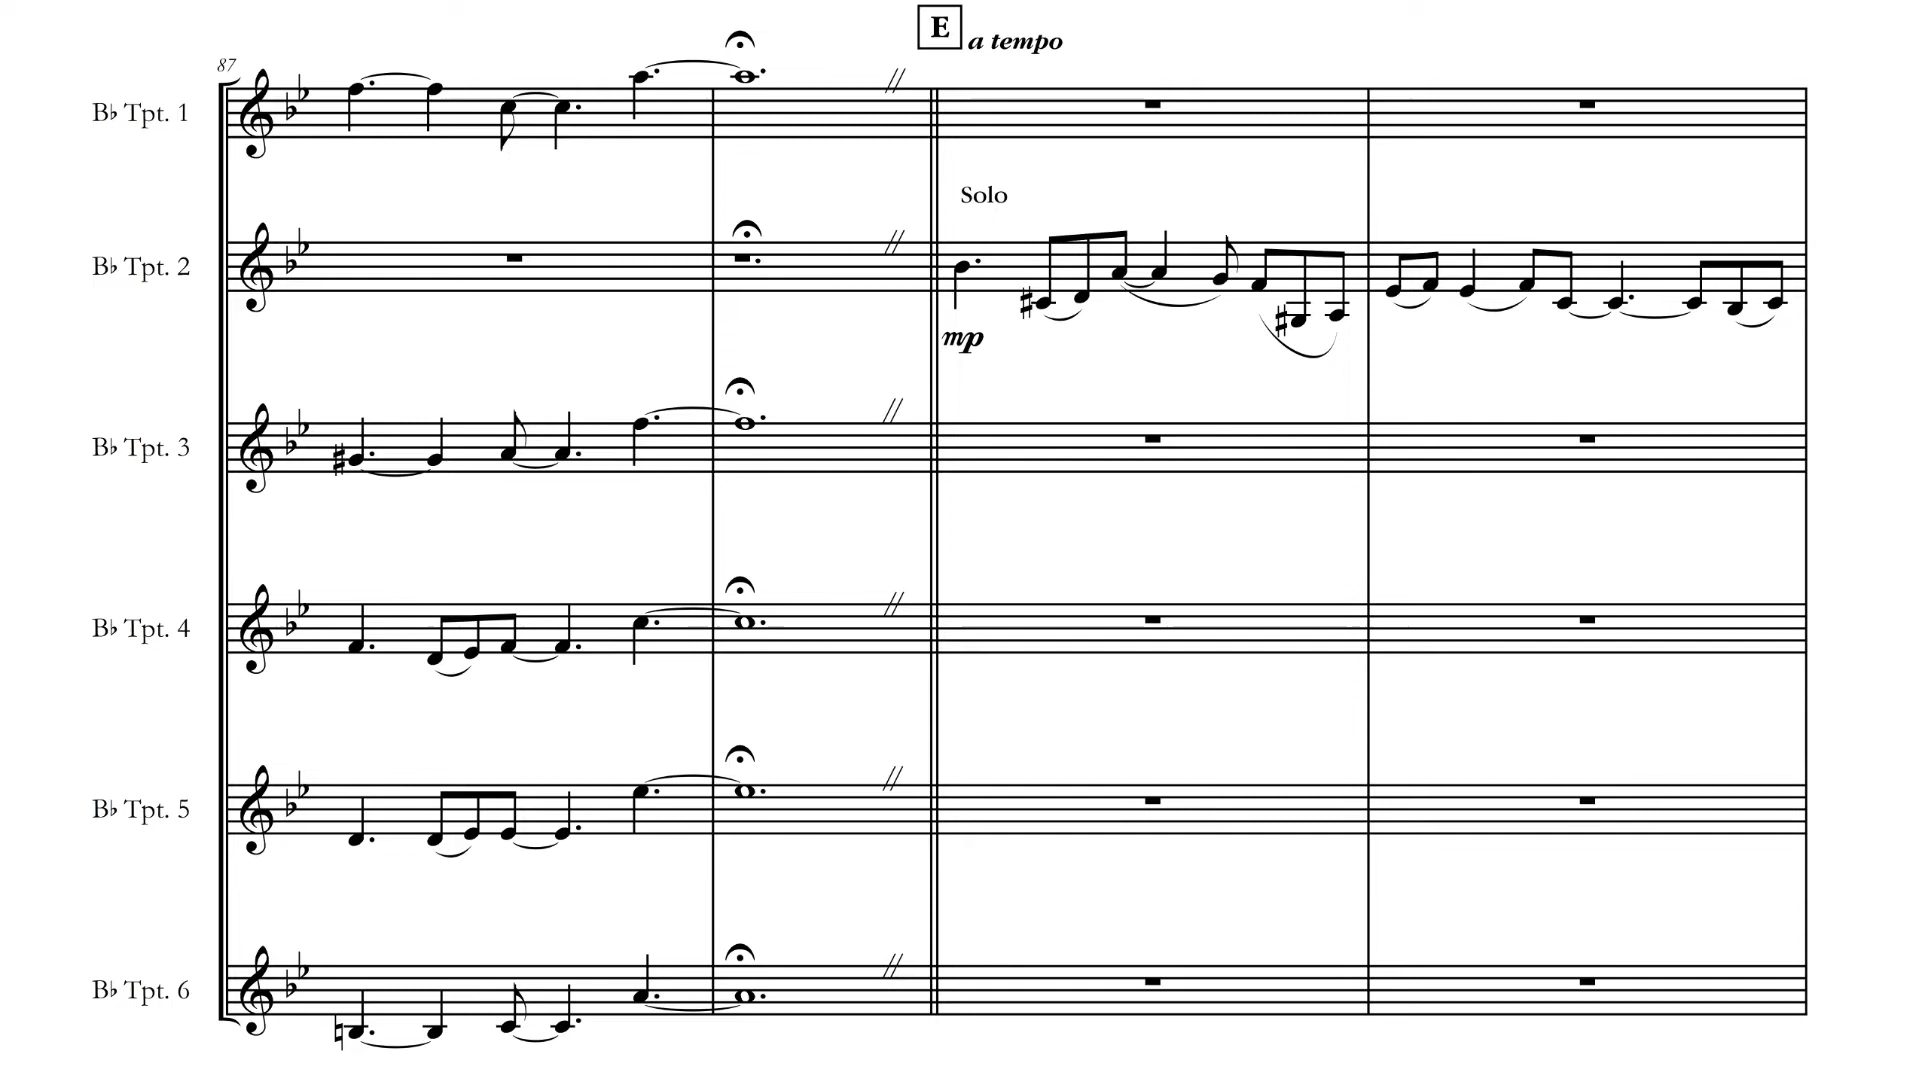 E a tempo
87
B♭ Tpt. 1
Solo
B♭ Tpt. 2
mp
B♭ Tpt. 3
B♭ Tpt. 4
B♭ Tpt. 5
B♭ Tpt. 6